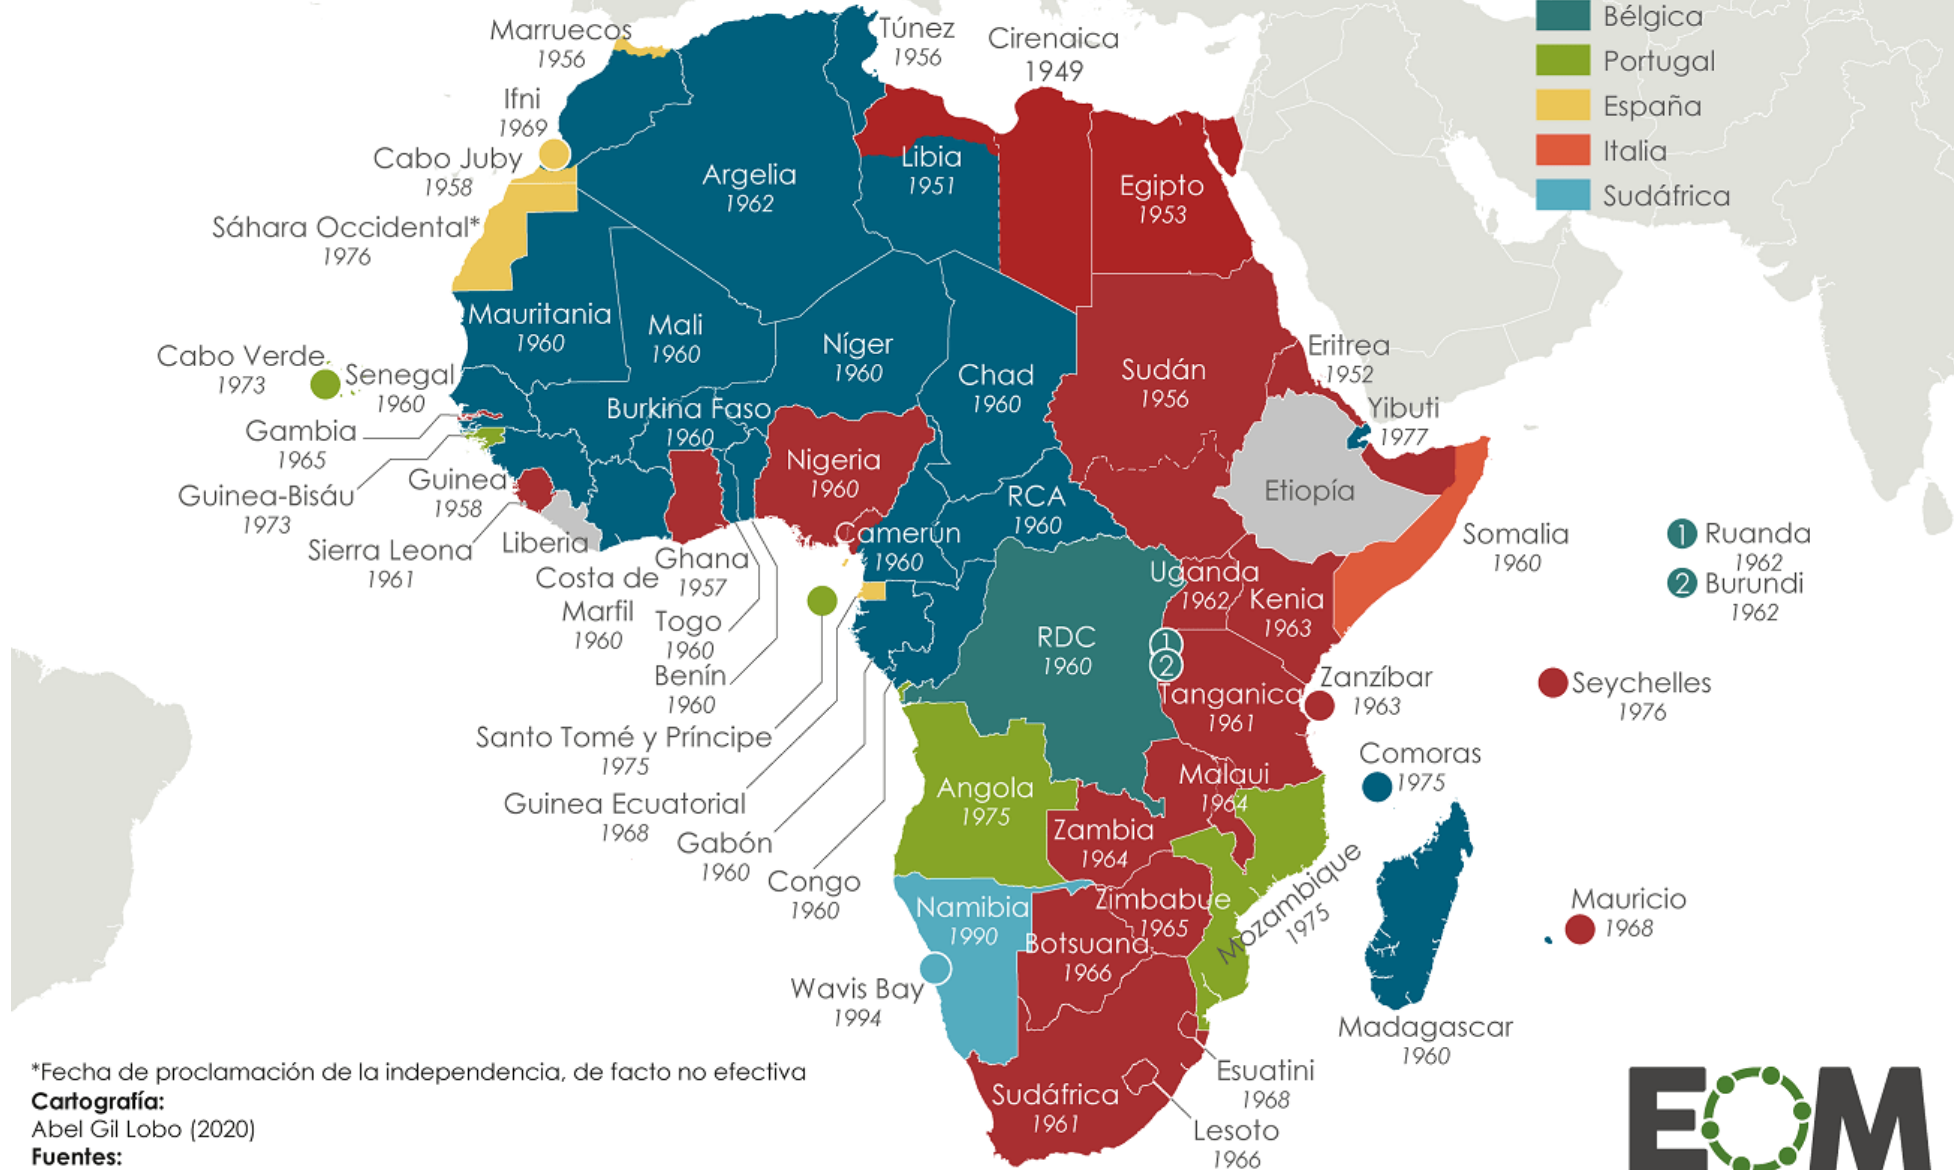 Bélgica
Portugal
España
Italia
Sudáfrica
Marruecos
1956
Túnez
1956
Cirenaica
1949
Ifni
1969
Cabo Juby
1958
Sáhara Occidental*
1976
Argelia
1962
Libia
1951
Egipto
1953
Mauritania
1960
Mali
1960
Níger
1960
Chad
1960
Sudán
1956
Eritrea
1952
Yibuti
1977
Cabo Verde
1973
Senegal
1960
Gambia
1965
Guinea-Bisáu
1973
Guinea
1958
Sierra Leona
1961
Liberia
Burkina Faso
1960
Nigeria
1960
Costa de
Marfil
1960
Ghana
1957
Togo
1960
Benín
1960
Camerún
1960
RCA
1960
Etiopía
Somalia
1960
1 Ruanda
1962
2 Burundi
1962
Uganda
1962
Kenia
1963
RDC
1960
1
2
Tanganica
1961
Zanzíbar
1963
Seychelles
1976
Comoras
1975
Santo Tomé y Príncipe
1975
Guinea Ecuatorial
1968
Gabón
1960
Congo
1960
Angola
1975
Malaui
1964
Zambia
1964
Mozambique
1975
Zimbabue
1965
Namibia
1990
Botsuana
1966
Wavis Bay
1994
Mauricio
1968
Madagascar
1960
Sudáfrica
1961
Esuatini
1968
Lesoto
1966
*Fecha de proclamación de la independencia, de facto no efectiva
Cartografía:
Abel Gil Lobo (2020)
Fuentes:
EOM